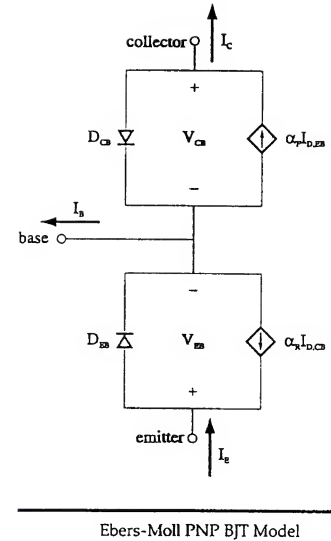 collector
I_C
+
D_CB
V_CB
α_F I_D,EB
−
I_B
base
−
D_EB
V_EB
α_R I_D,CB
+
emitter
I_E
Ebers-Moll PNP BJT Model